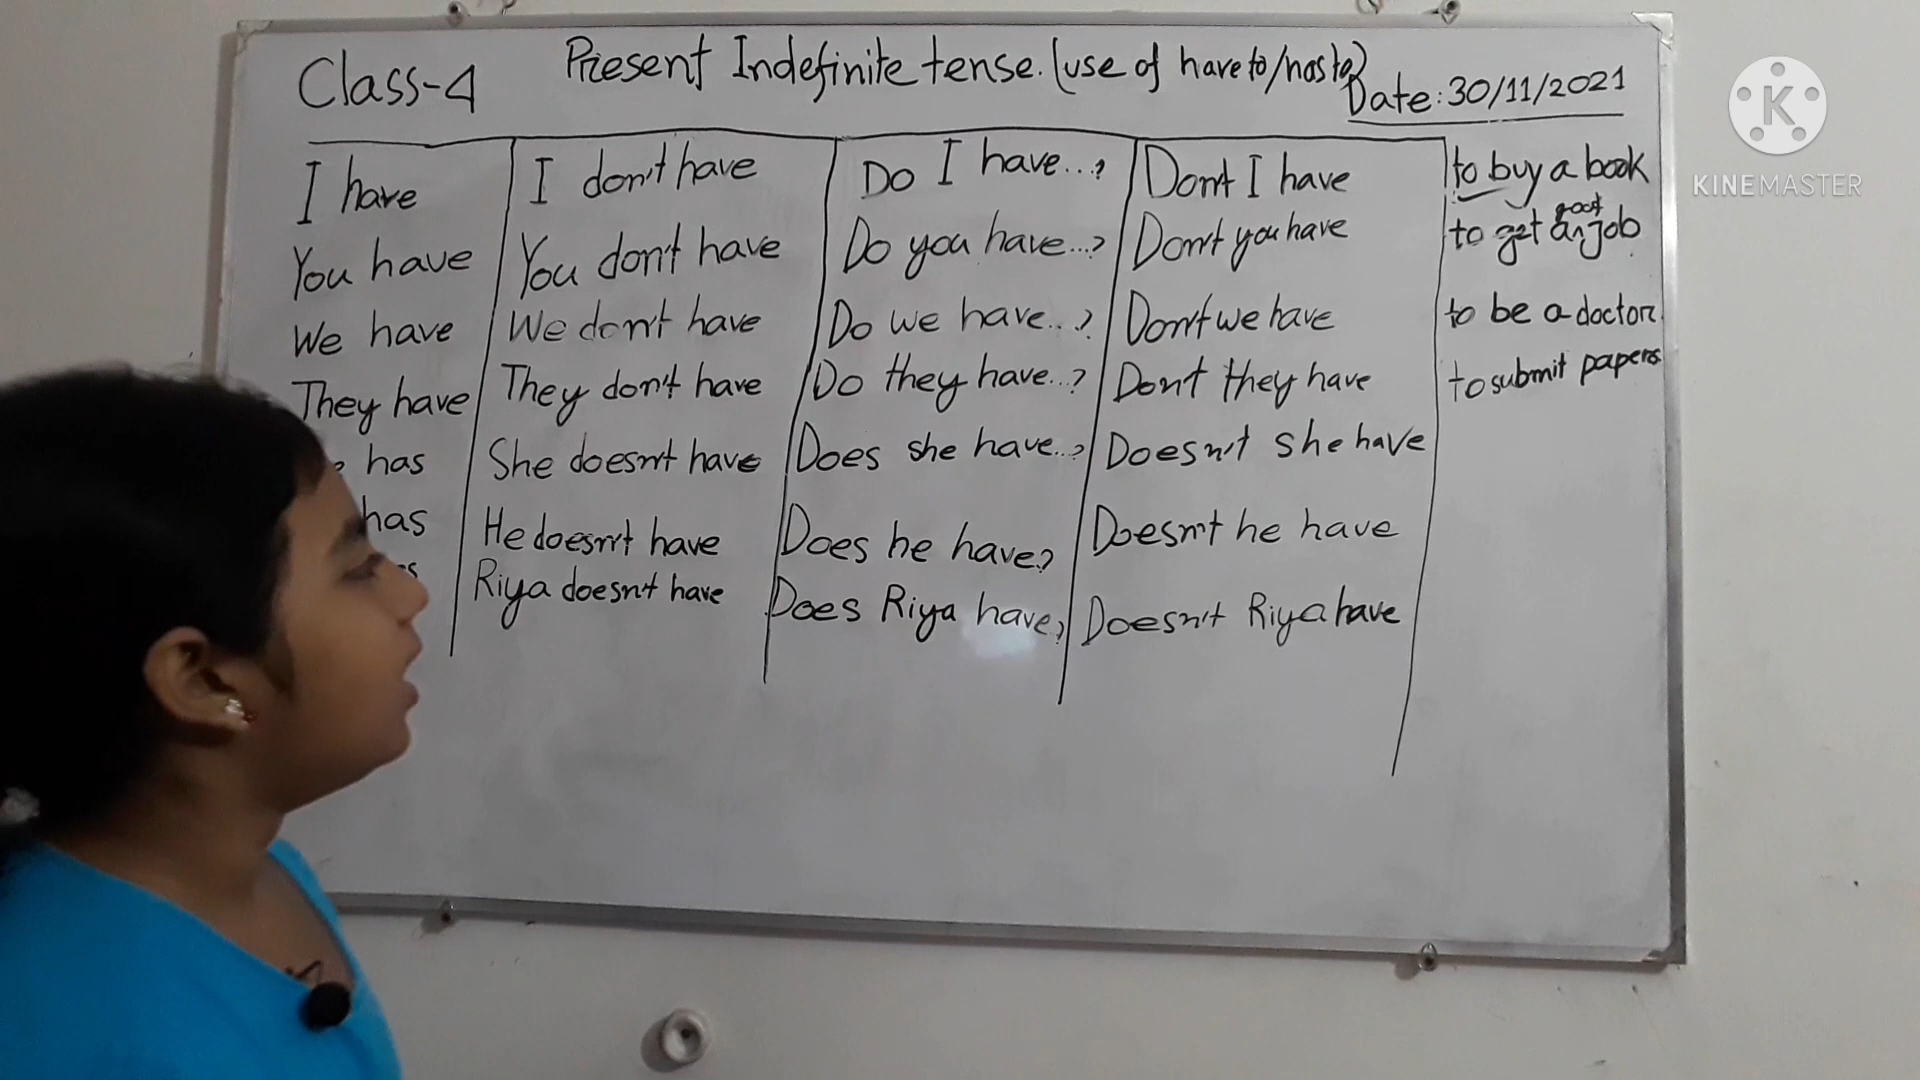 Class-4
Present Indefinite tense. (use of have to/has to)
Date: 30/11/2021
K
KINEMASTER
I have
You have
We have
They have
has
has
I don't have
You don't have
We don't have
They don't have
She doesn't have
He doesn't have
Riya doesn't have
Do I have...?
Do you have...?
Do we have...?
Do they have...?
Does she have...?
Does he have?
Does Riya have?
Don't I have
Don't you have
Don't we have
Don't they have
Doesn't she have
Doesn't he have
Doesn't Riya have
to buy a book
to get a good job
to be a doctor.
to submit papers